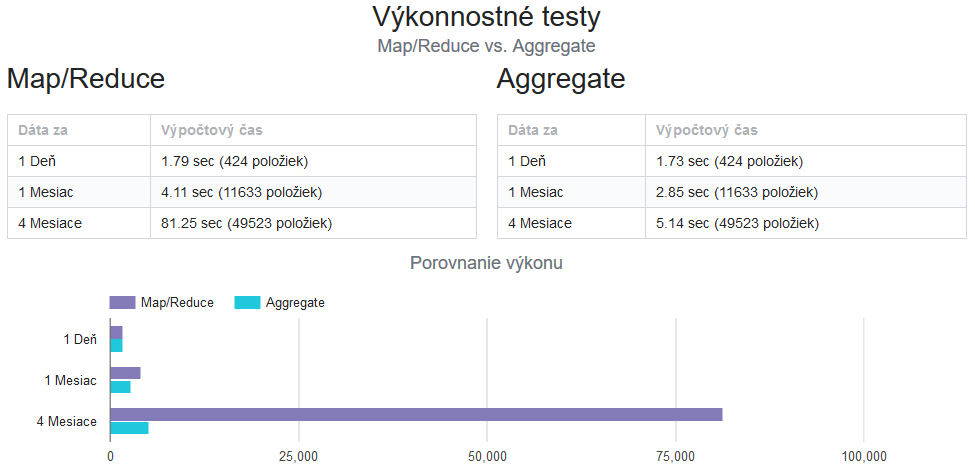 Výkonnostné testy
Map/Reduce vs. Aggregate
Map/Reduce
Dáta za Výpočtový čas
1 Deň 1.79 sec (424 položiek)
1 Mesiac 4.11 sec (11633 položiek)
4 Mesiace 81.25 sec (49523 položiek)
Aggregate
Dáta za Výpočtový čas
1 Deň 1.73 sec (424 položiek)
1 Mesiac 2.85 sec (11633 položiek)
4 Mesiace 5.14 sec (49523 položiek)
Porovnanie výkonu
Map/Reduce Aggregate
1 Deň
1 Mesiac
4 Mesiace
0 25,000 50,000 75,000 100,000